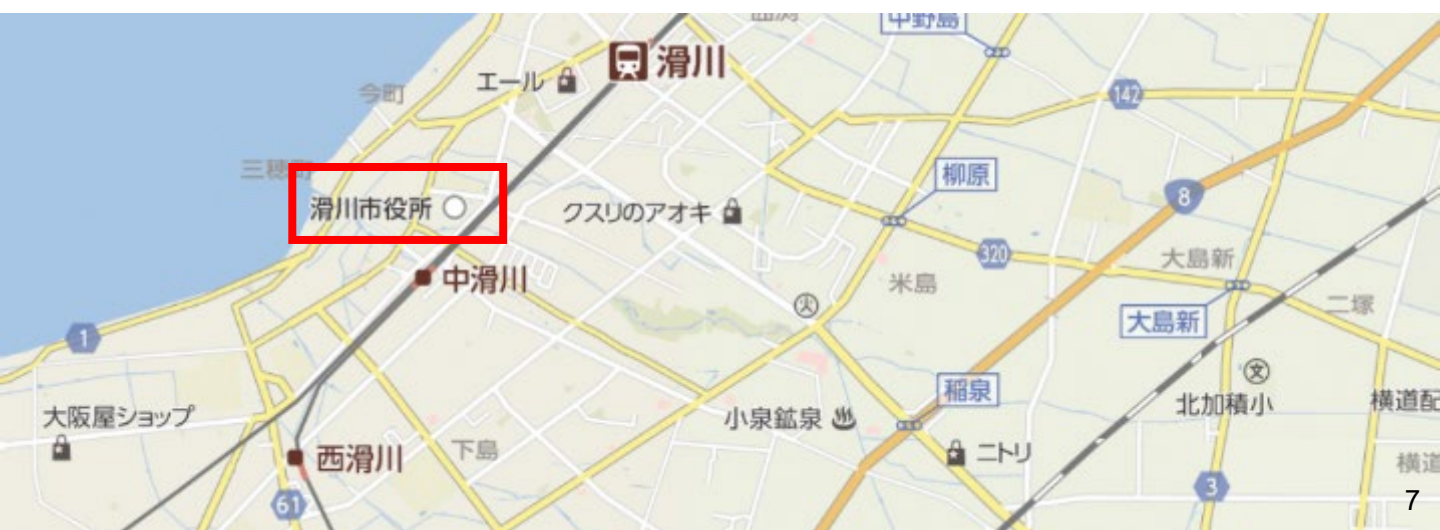 中野島
滑川
エール
今町
142
三穂町
柳原
8
滑川市役所
クスリのアオキ
320
大島新
中滑川
米島
二塚
1
大島新
北加積小
稲泉
大阪屋ショップ
小泉鉱泉
横道配
西滑川
下島
ニトリ
横道
61
3
7